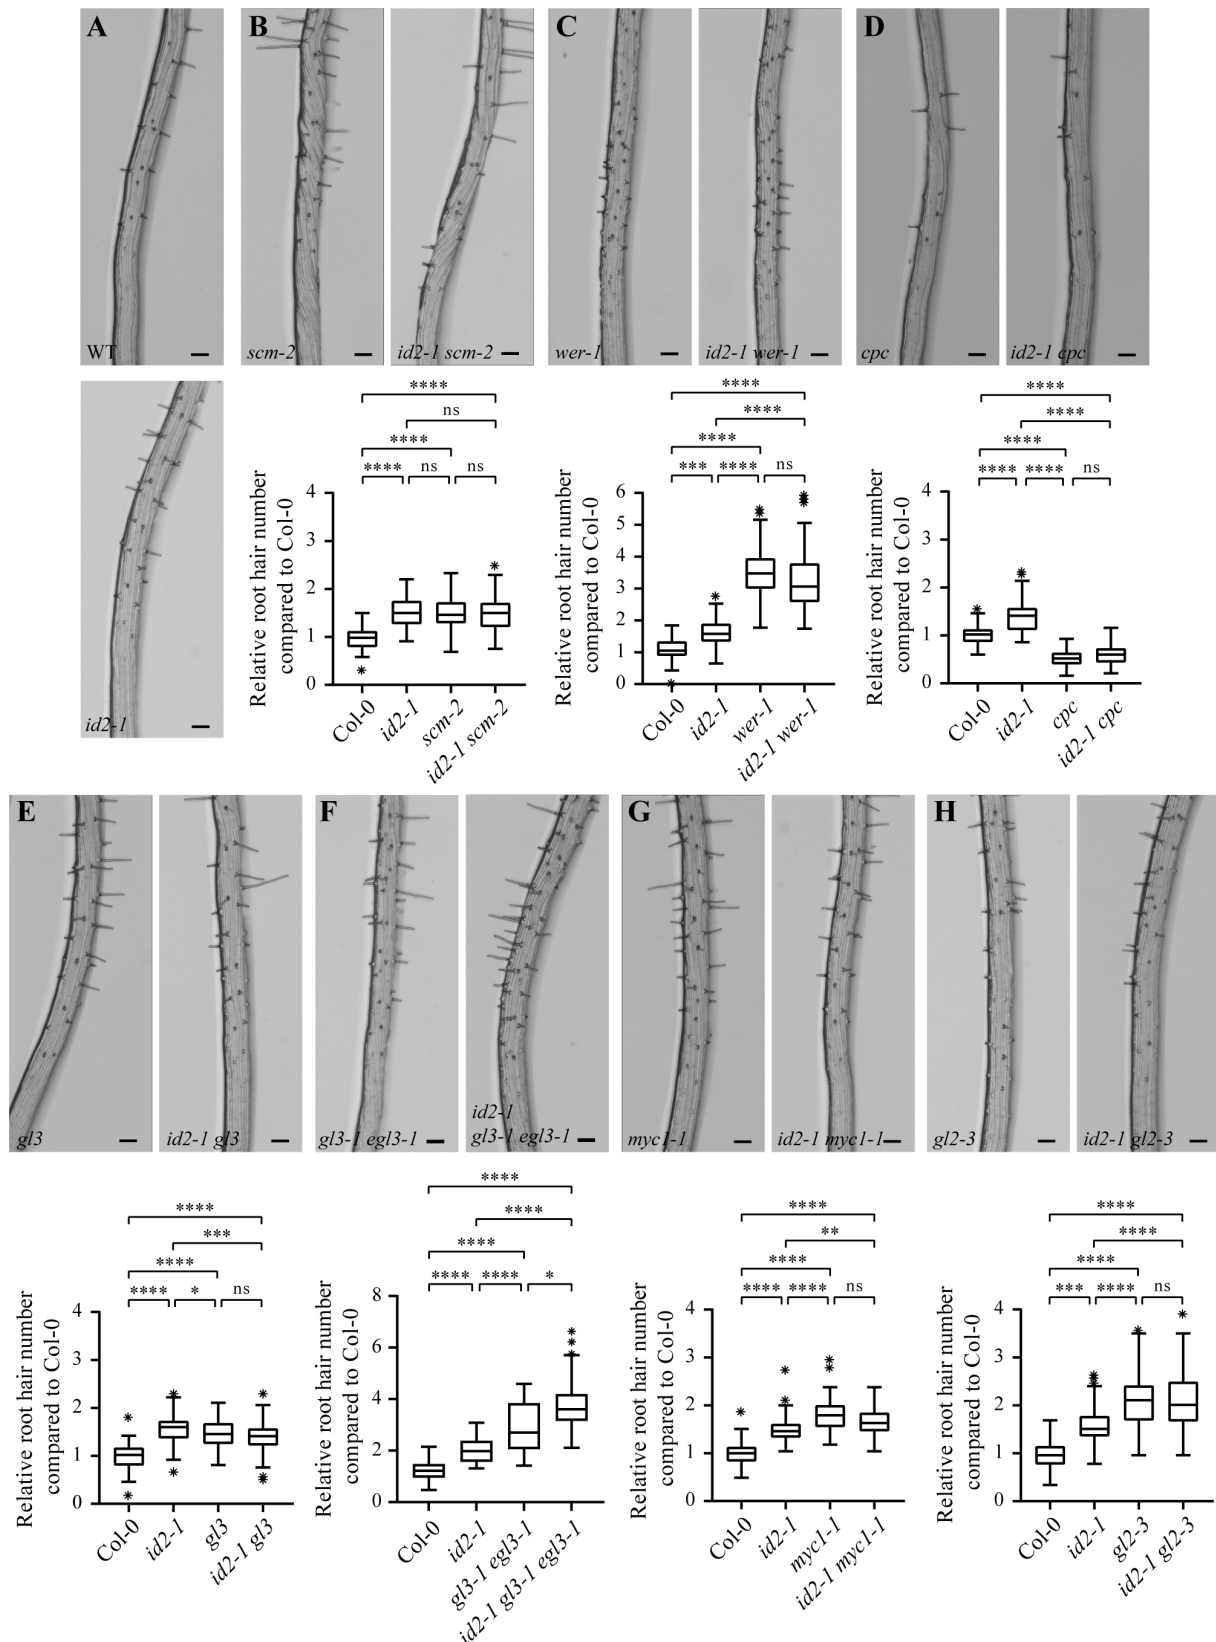 A
B
C
D
WT
scm-2
id2-1 scm-2
wer-1
id2-1 wer-1
cpc
id2-1 cpc
id2-1
Relative root hair number
compared to Col-0
4
3
2
1
0
****
ns
****
**** ns ns
Col-0
id2-1
scm-2
id2-1 scm-2
Relative root hair number
compared to Col-0
6
5
4
3
2
1
0
****
****
****
*** **** ns
Col-0
id2-1
wer-1
id2-1 wer-1
Relative root hair number
compared to Col-0
4
3
2
1
0
****
****
****
**** **** ns
Col-0
id2-1
cpc
id2-1 cpc
E
F
G
H
gl3
id2-1 gl3
gl3-1 egl3-1
id2-1
gl3-1 egl3-1
myc1-1
id2-1 myc1-1
gl2-3
id2-1 gl2-3
Relative root hair number
compared to Col-0
4
3
2
1
0
****
***
****
**** * ns
Col-0
id2-1
gl3
id2-1 gl3
Relative root hair number
compared to Col-0
8
6
4
2
0
****
****
****
**** **** *
Col-0
id2-1
gl3-1 egl3-1
id2-1 gl3-1 egl3-1
Relative root hair number
compared to Col-0
4
3
2
1
0
****
**
****
**** **** ns
Col-0
id2-1
myc1-1
id2-1 myc1-1
Relative root hair number
compared to Col-0
4
3
2
1
0
****
****
****
*** **** ns
Col-0
id2-1
gl2-3
id2-1 gl2-3